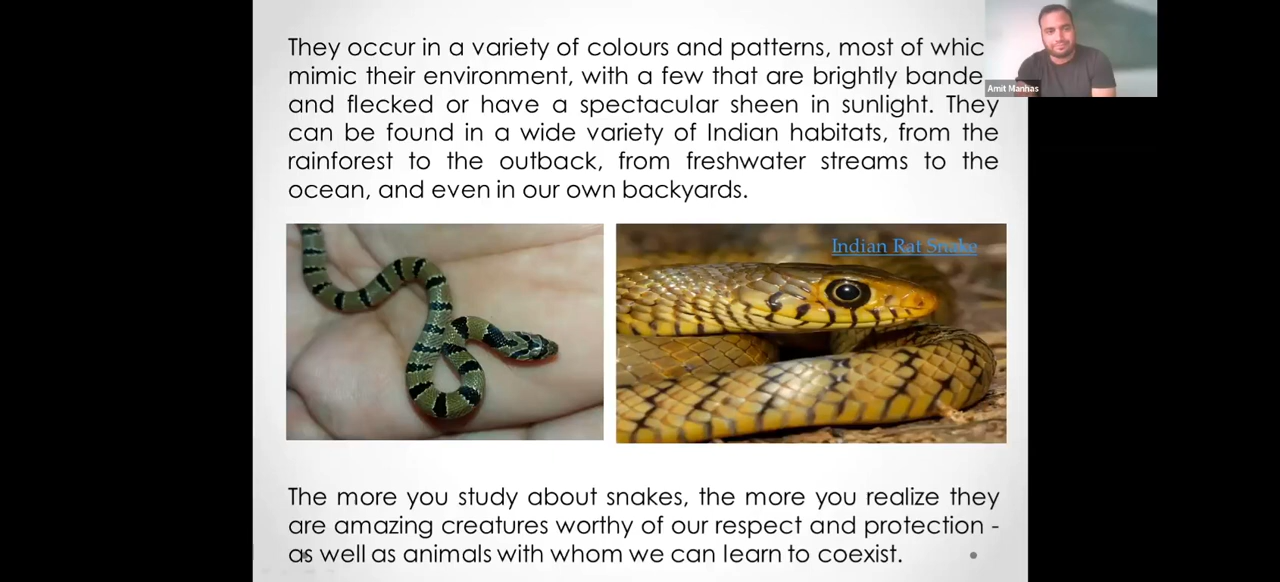 They occur in a variety of colours and patterns, most of whic
mimic their environment, with a few that are brightly bande
and flecked or have a spectacular sheen in sunlight. They
can be found in a wide variety of Indian habitats, from the
rainforest to the outback, from freshwater streams to the
ocean, and even in our own backyards.
Amit Manhas
Indian Rat Snake
The more you study about snakes, the more you realize they
are amazing creatures worthy of our respect and protection -
as well as animals with whom we can learn to coexist.